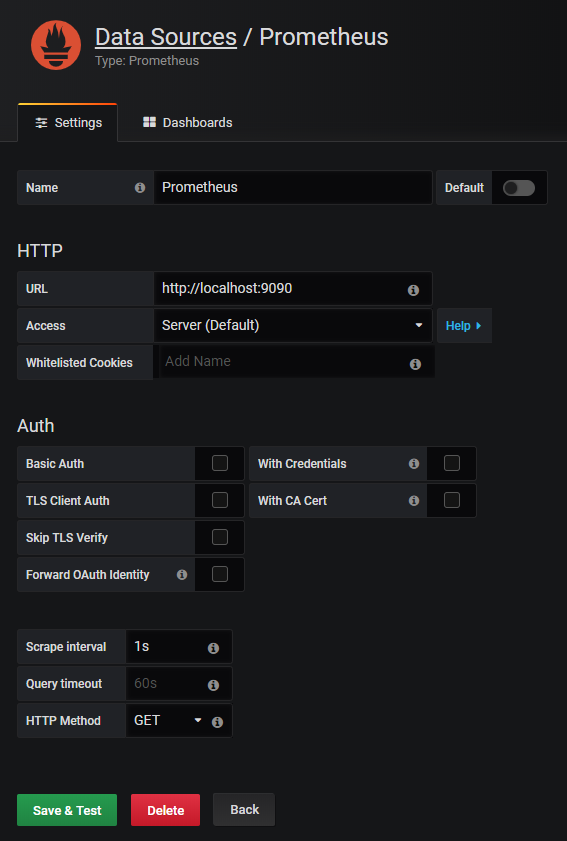 Data Sources / Prometheus
Type: Prometheus
Settings
Dashboards
Name
Prometheus
Default
HTTP
URL
http://localhost:9090
Access
Server (Default)
Help
Whitelisted Cookies
Add Name
Auth
Basic Auth
With Credentials
TLS Client Auth
With CA Cert
Skip TLS Verify
Forward OAuth Identity
Scrape interval
1s
Query timeout
60s
HTTP Method
GET
Save & Test
Delete
Back